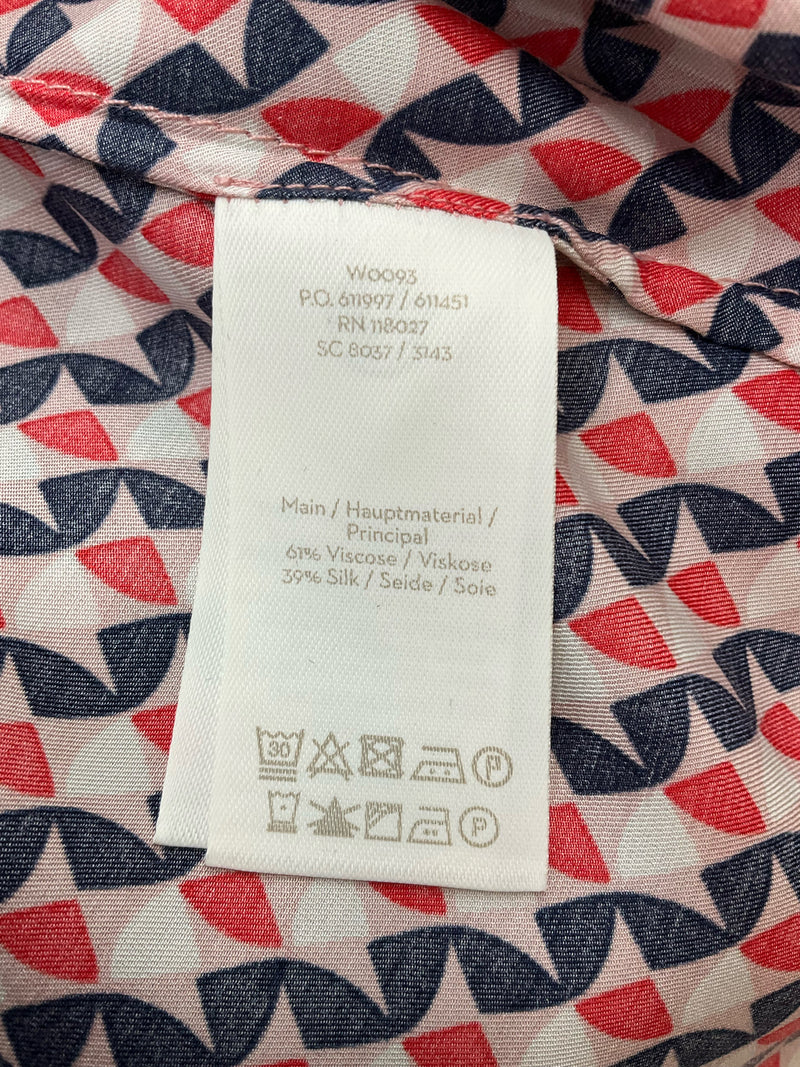 W0093
P.O. 611997 / 611451
RN 118027
SC 8037 / 3143
Main / Hauptmaterial /
Principal
61% Viscose / Viskose
39% Silk / Seide / Soie
30
P
P